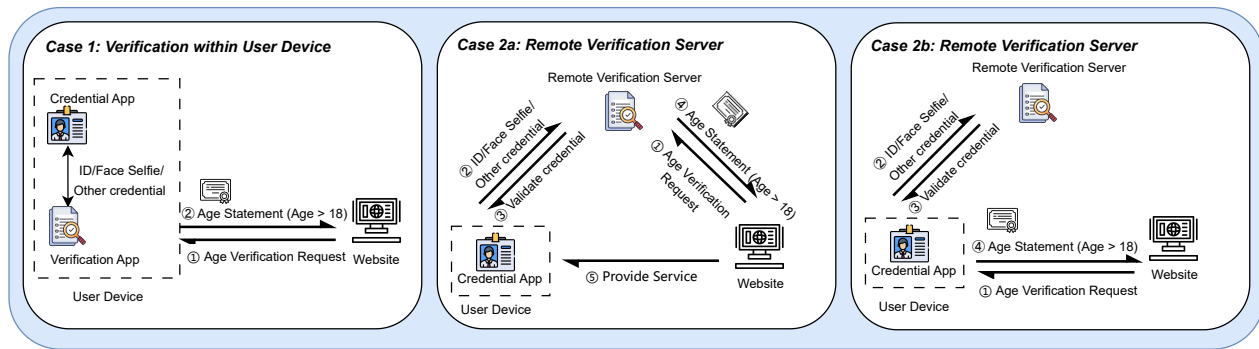 Case 1: Verification within User Device
Credential App
ID/Face Selfie/
Other credential
Verification App
User Device
② Age Statement (Age > 18)
① Age Verification Request
Website
Case 2a: Remote Verification Server
Remote Verification Server
② ID/Face Selfie/
Other credential
③ Validate credential
④ Age Statement (Age > 18)
① Age Verification
Request
Credential App
User Device
⑤ Provide Service
Website
Case 2b: Remote Verification Server
Remote Verification Server
② ID/Face Selfie/
Other credential
③ Validate credential
Credential App
User Device
④ Age Statement (Age > 18)
① Age Verification Request
Website